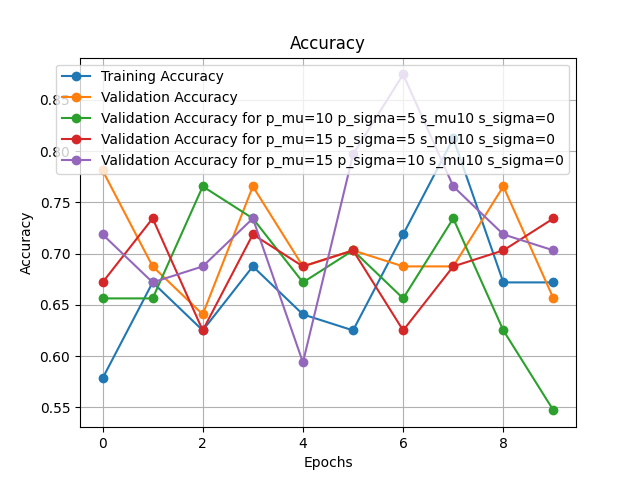 Accuracy
Training Accuracy
Validation Accuracy
Validation Accuracy for p_mu=10 p_sigma=5 s_mu10 s_sigma=0
Validation Accuracy for p_mu=15 p_sigma=5 s_mu10 s_sigma=0
Validation Accuracy for p_mu=15 p_sigma=10 s_mu10 s_sigma=0
0.85
0.80
0.75
0.70
0.65
0.60
0.55
Accuracy
0 2 4 6 8
Epochs